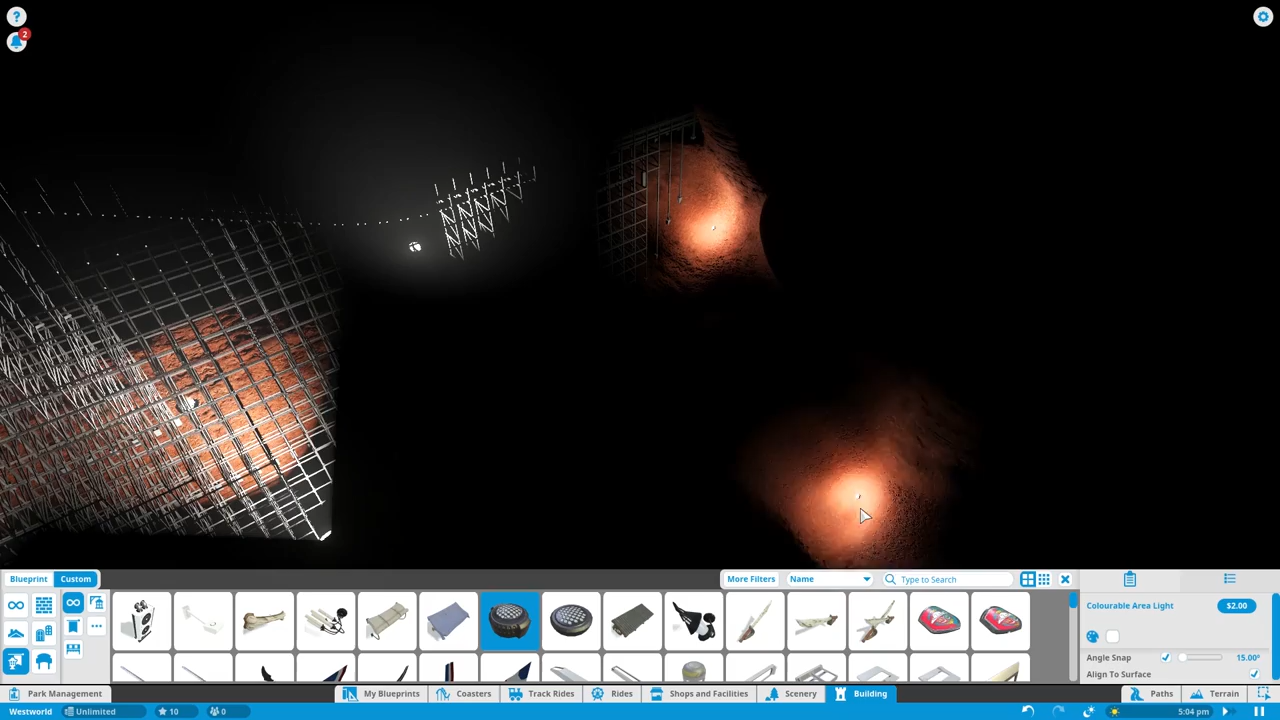 ?
2
Blueprint
Custom
More Filters
Name
Type to Search
Colourable Area Light
$2.00
Angle Snap
15.00°
Align To Surface
Park Management
My Blueprints
Coasters
Track Rides
Rides
Shops and Facilities
Scenery
Building
Paths
Terrain
Westworld
Unlimited
10
0
5:04 pm